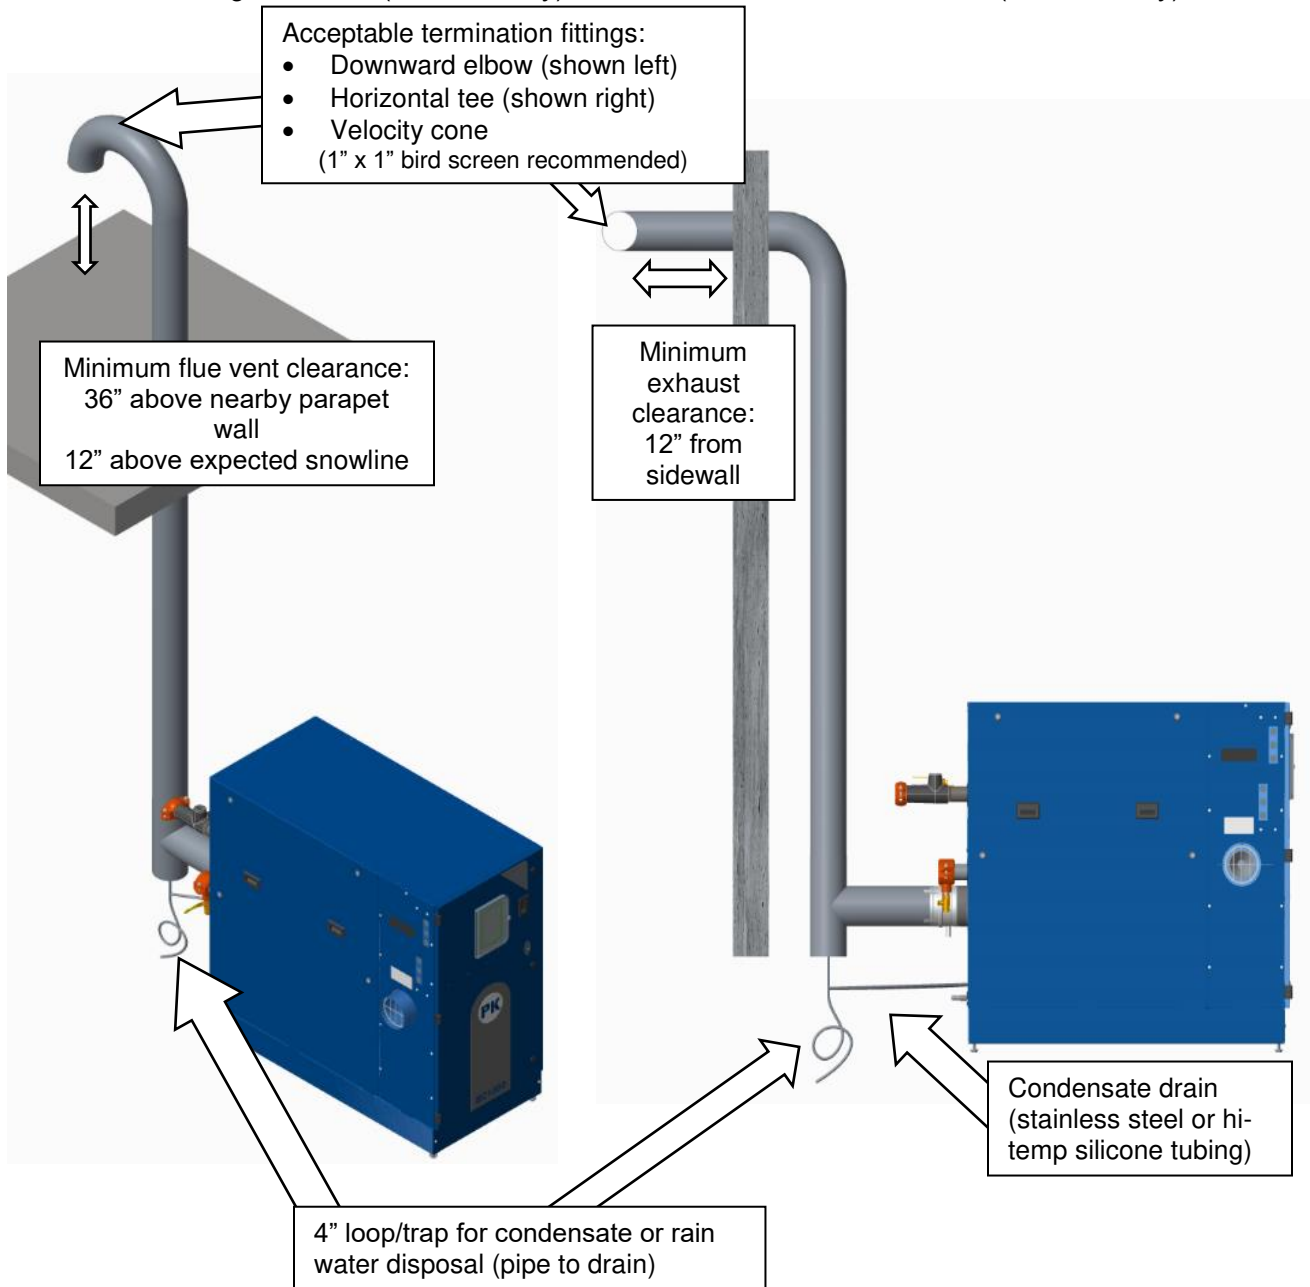 Acceptable termination fittings:
• Downward elbow (shown left)
• Horizontal tee (shown right)
• Velocity cone
(1” x 1” bird screen recommended)
Minimum flue vent clearance:
36” above nearby parapet
wall
12” above expected snowline
Minimum
exhaust
clearance:
12” from
sidewall
PK
Condensate drain
(stainless steel or hi-
temp silicone tubing)
4” loop/trap for condensate or rain
water disposal (pipe to drain)